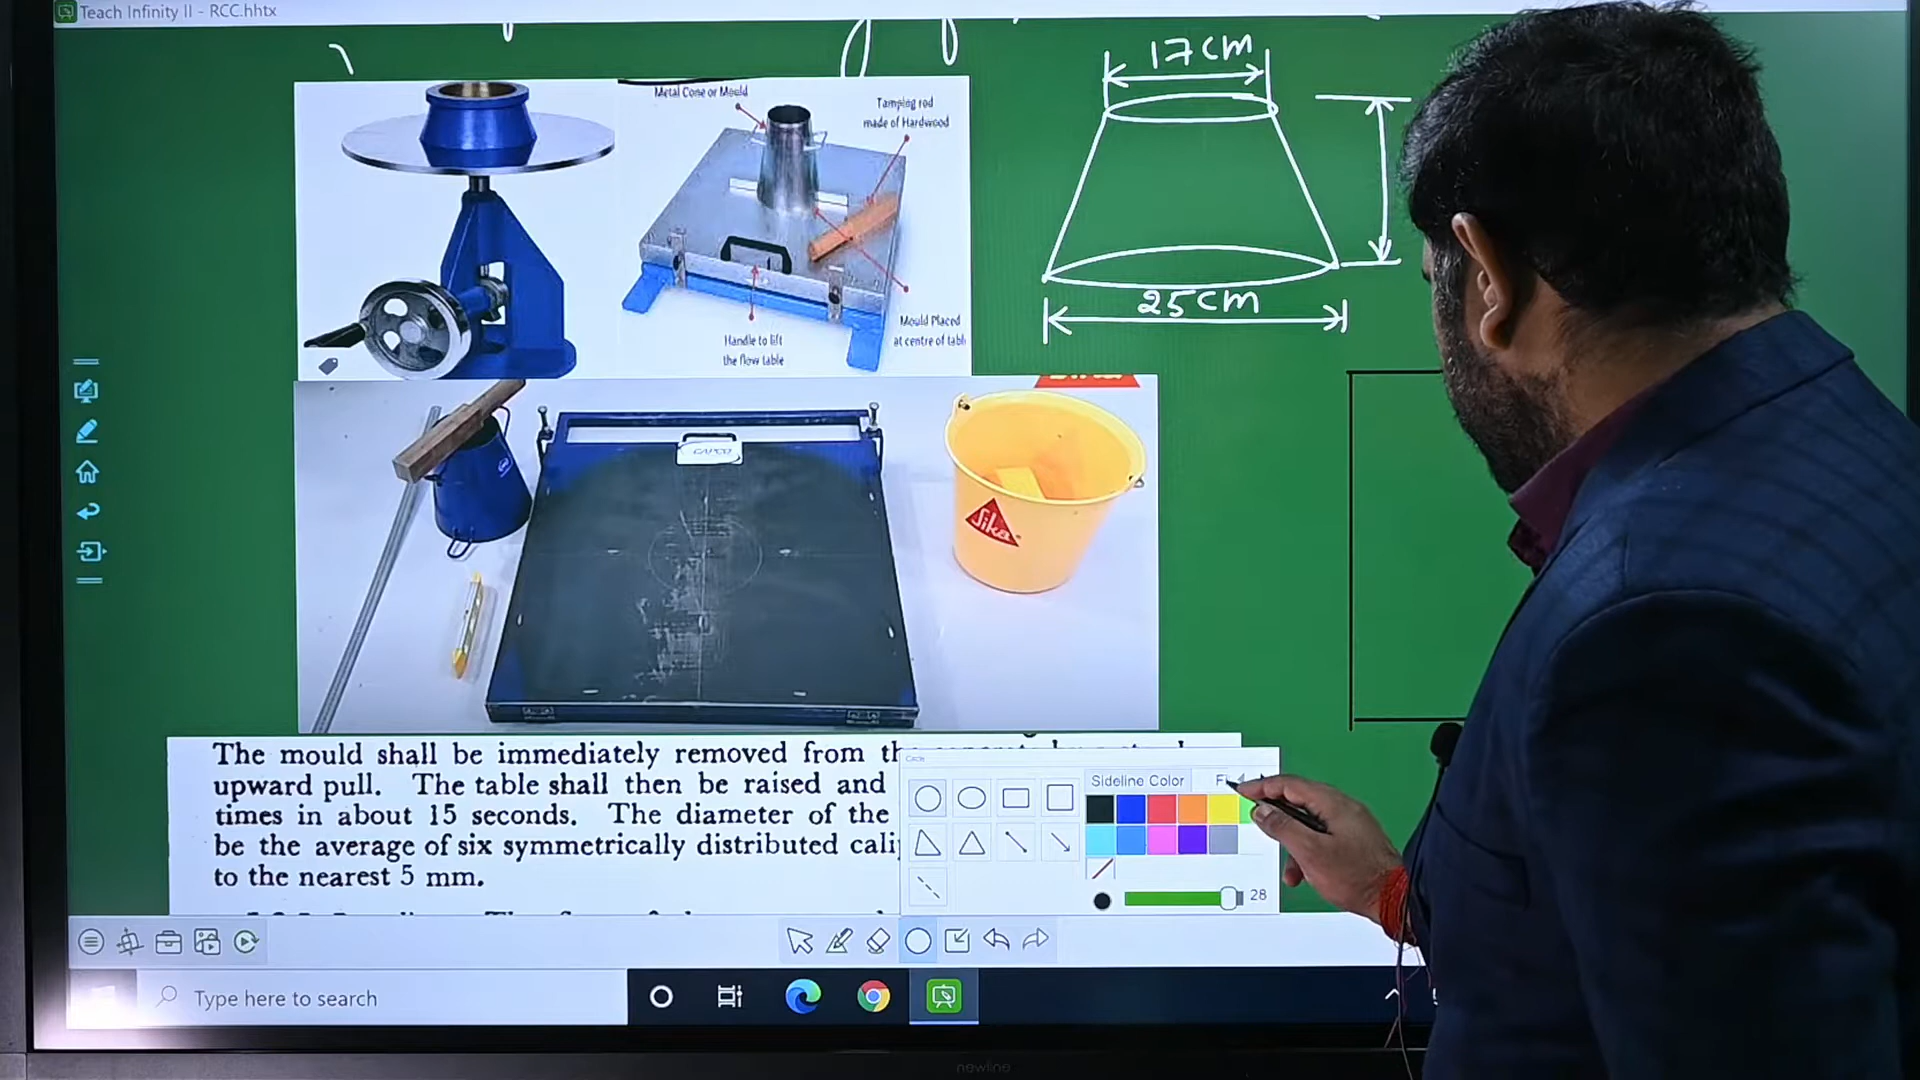 Teach Infinity II - RCC.hhtx
17cm
Metal Cone or Mould
Tamping rod
made of Hardwood
25cm
Mould Placed
at centre of tabl
Handle to lift
the flow table
CAPCO
Sika
The mould shall be immediately removed from
upward pull. The table shall then be raised and
times in about 15 seconds. The diameter of the
be the average of six symmetrically distributed
to the nearest 5 mm.
Circle
Sideline Color
28
Type here to search
newline